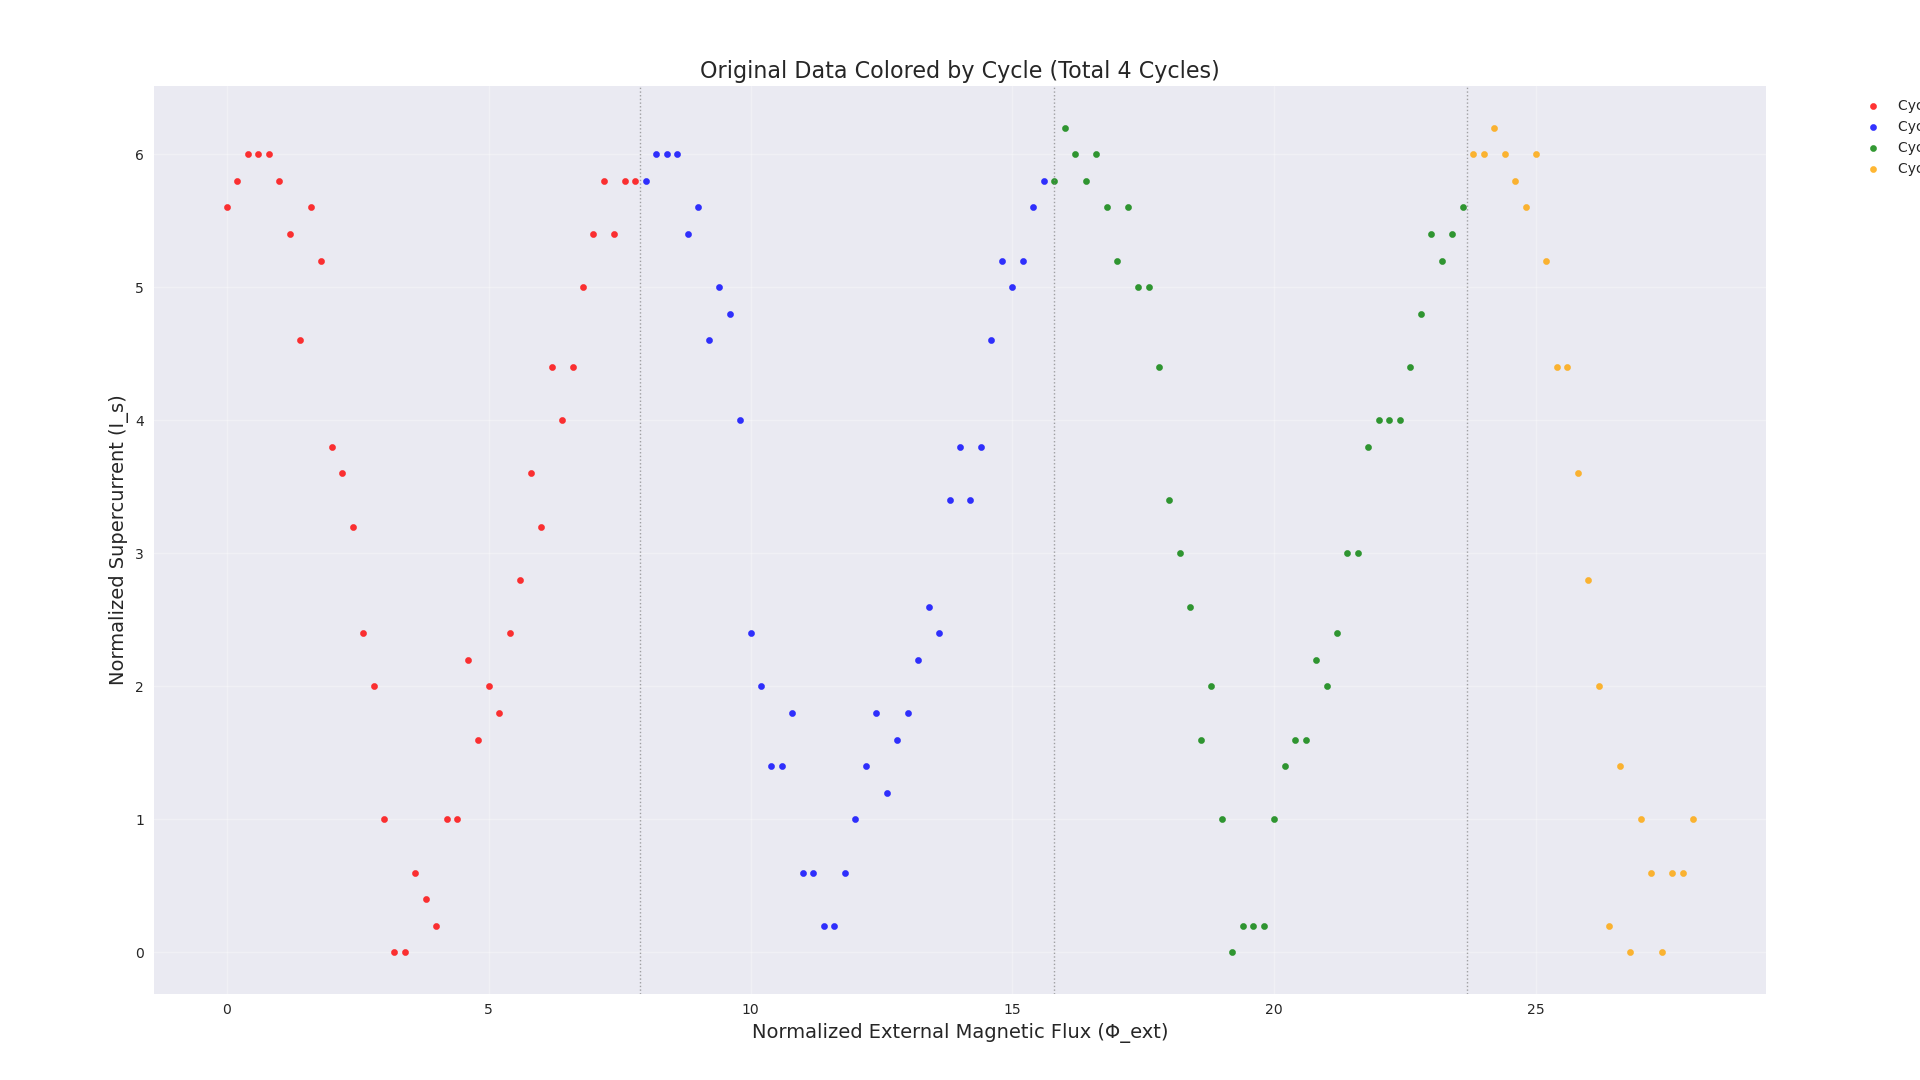 Original Data Colored by Cycle (Total 4 Cycles)
Cyc
Cyc
Cyc
Cyc
Normalized Supercurrent (I_s)
6
5
4
3
2
1
0
0 5 10 15 20 25
Normalized External Magnetic Flux (Φ_ext)